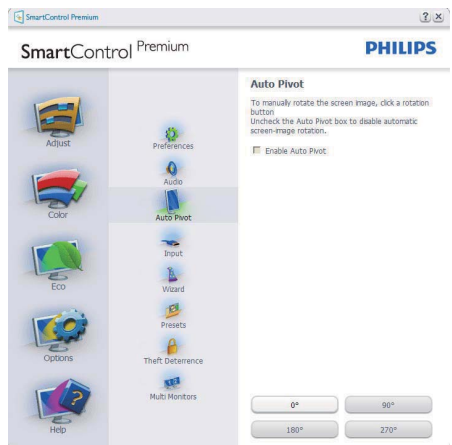 SmartControl Premium
? x
SmartControl Premium
PHILIPS
Adjust
Color
Eco
Options
Help
Preferences
Audio
Auto Pivot
Input
Wizard
Presets
Theft Deterrence
Multi Monitors
Auto Pivot
To manually rotate the screen image, click a rotation
button
Uncheck the Auto Pivot box to disable automatic
screen-image rotation.
Enable Auto Pivot
0° 90°
180° 270°